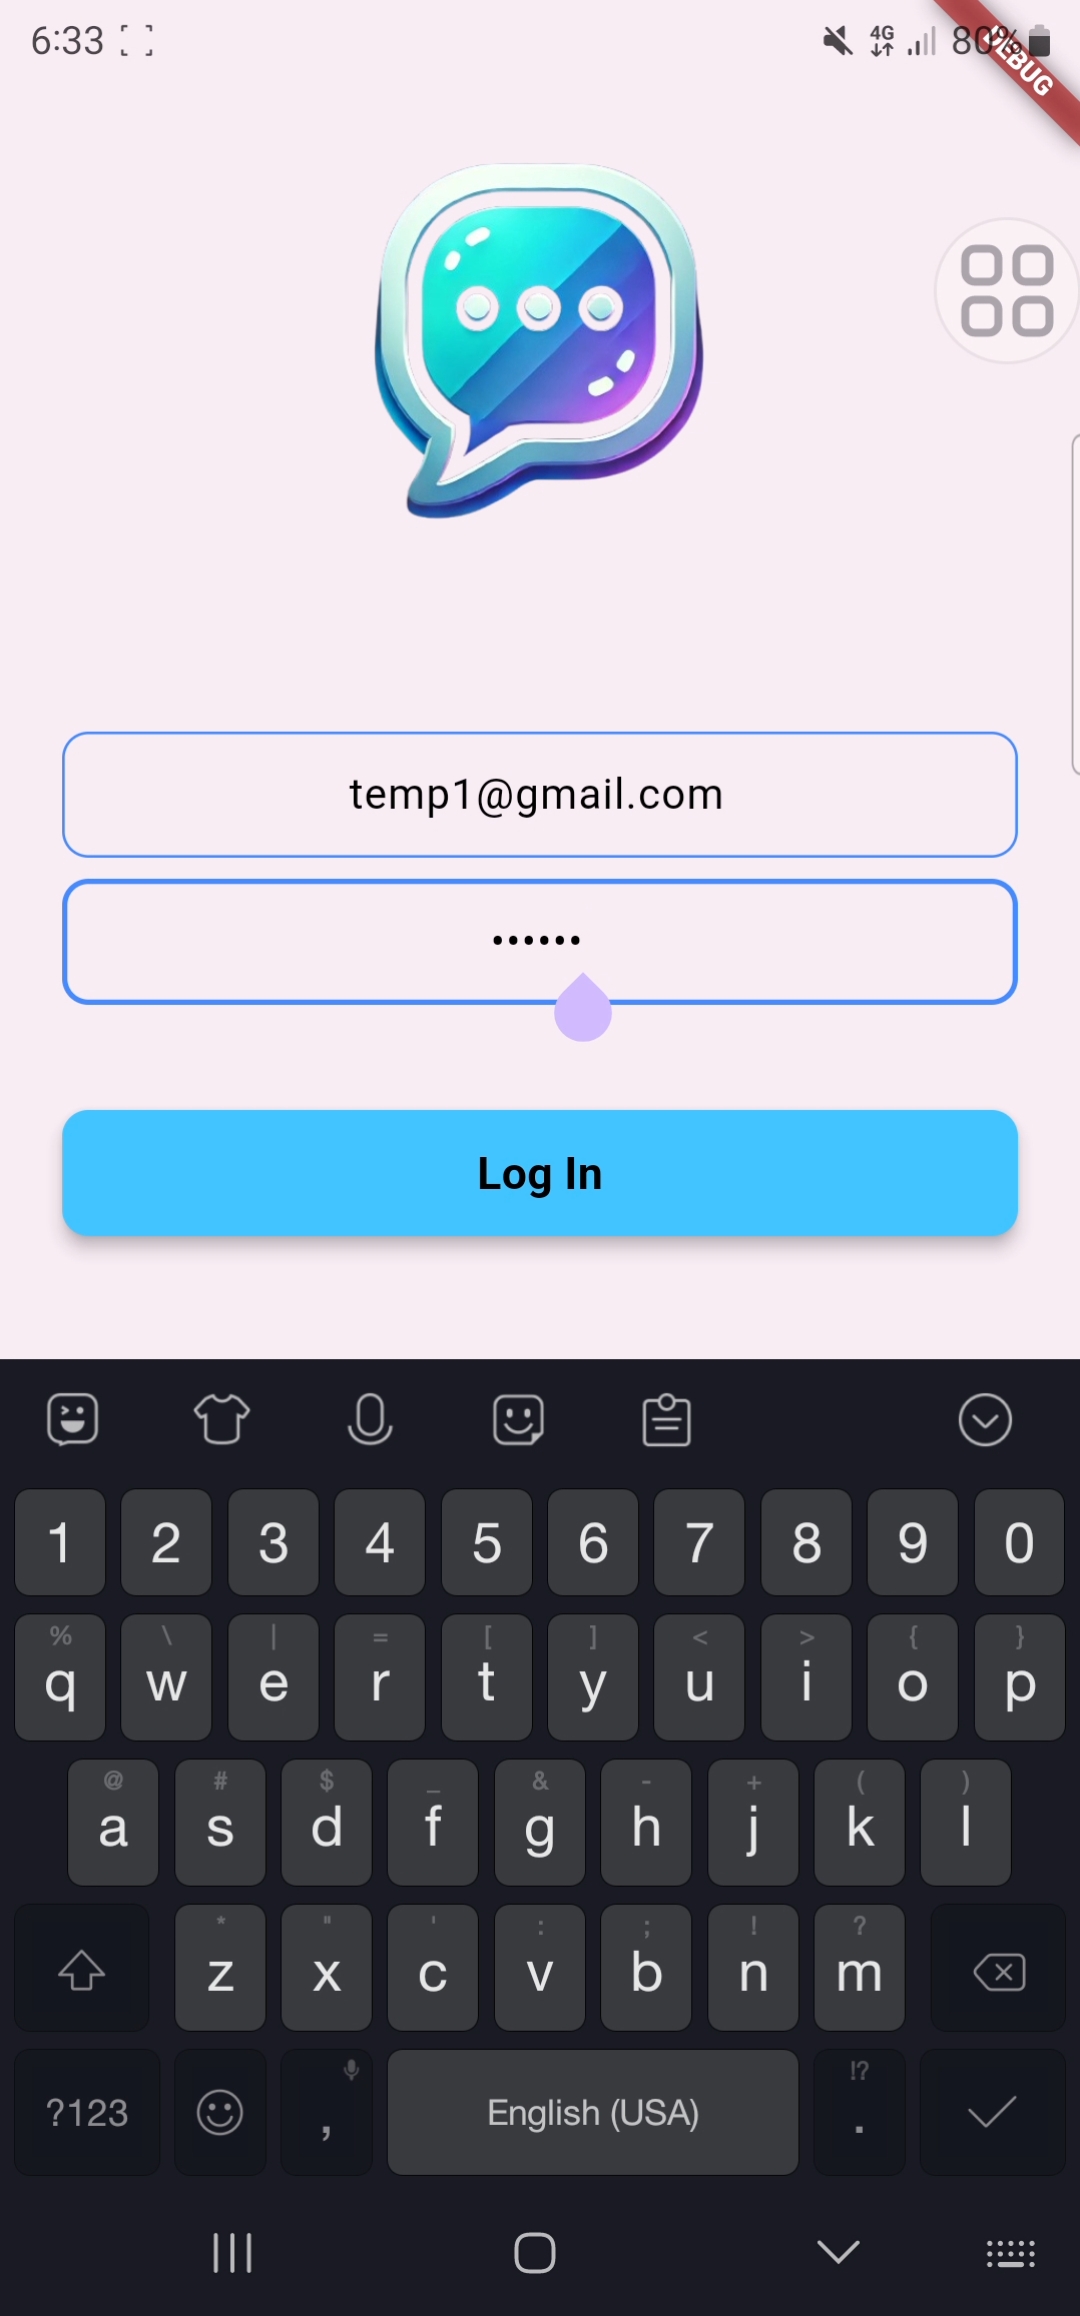 6:33 4G 80%
DEBUG
temp1@gmail.com
••••••
Log In
1 2 3 4 5 6 7 8 9 0
% \ | = [ ] < > { }
q w e r t y u i o p
@ # $ _ & - + ( )
a s d f g h j k l
* " ' : ; ! ?
z x c v b n m
!?
?123 , English (USA) .